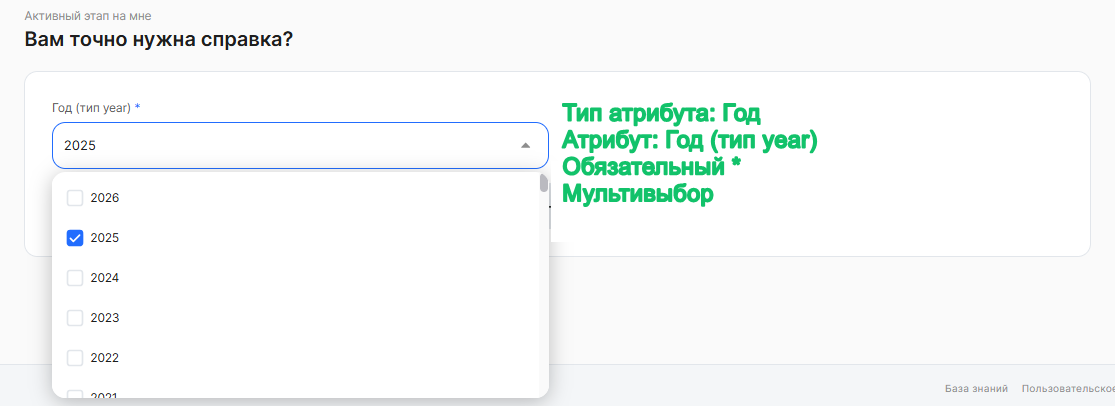 Активный этап на мне
Вам точно нужна справка?
Год (тип year) *
2025
2026
2025
2024
2023
2022
2021
Тип атрибута: Год
Атрибут: Год (тип year)
Обязательный *
Мультивыбор
База знаний Пользовательское